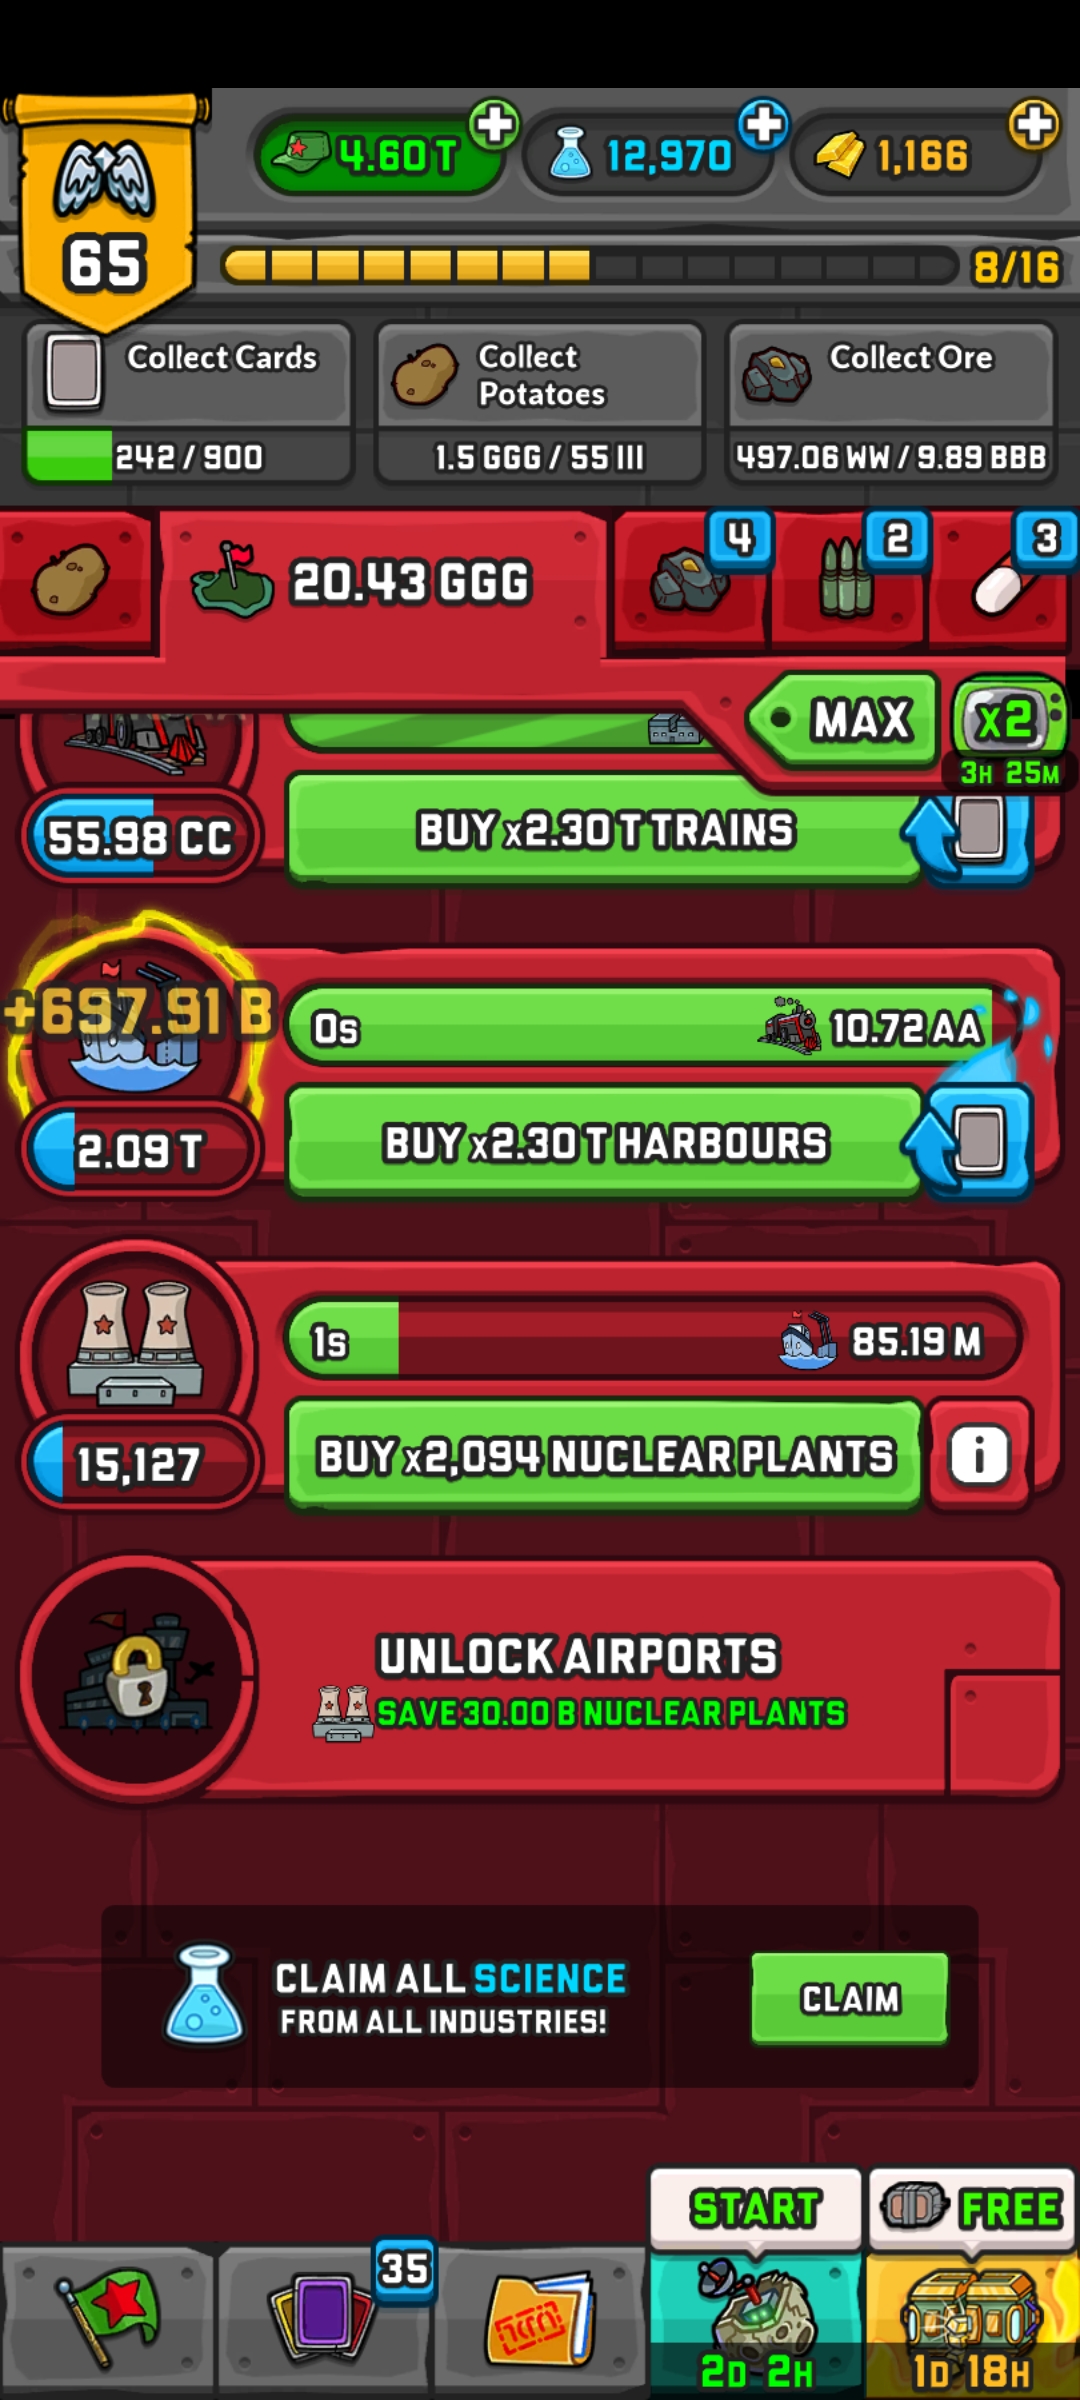 4.60 T
12,970
1,166
65
8/16
Collect Cards
242 / 900
Collect
Potatoes
1.5 GGG / 55 III
Collect Ore
497.06 WW / 9.89 BBB
20.43 GGG
4
2
3
MAX
x2
3H 25M
55.98 CC
BUY x2.30 T TRAINS
+697.91 B
0s
10.72 AA
2.09 T
BUY x2.30 T HARBOURS
1s
85.19 M
15,127
BUY x2,094 NUCLEAR PLANTS
i
UNLOCK AIRPORTS
SAVE 30.00 B NUCLEAR PLANTS
CLAIM ALL SCIENCE
FROM ALL INDUSTRIES!
CLAIM
START
FREE
35
2D 2H
1D 18H